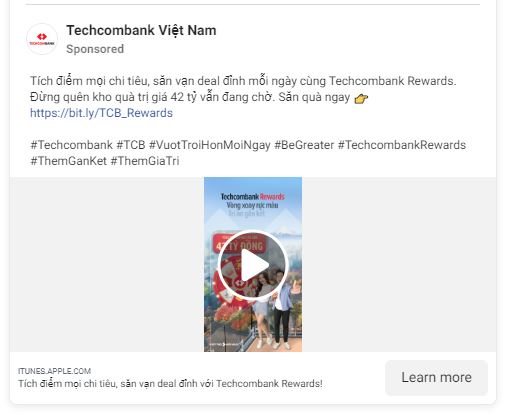 Techcombank Việt Nam
Sponsored
Tích điểm mọi chi tiêu, săn vạn deal đỉnh mỗi ngày cùng Techcombank Rewards.
Đừng quên kho quà trị giá 42 tỷ vẫn đang chờ. Săn quà ngay 👉
https://bit.ly/TCB_Rewards
#Techcombank #TCB #VuotTroiHonMoiNgay #BeGreater #TechcombankRewards
#ThemGanKet #ThemGiaTri
Techcombank Rewards
Vòng xoay rực màu
Tri ân gắn kết
42 TỶ ĐỒNG
ITUNES.APPLE.COM
Tích điểm mọi chi tiêu, săn vạn deal đỉnh với Techcombank Rewards!
Learn more